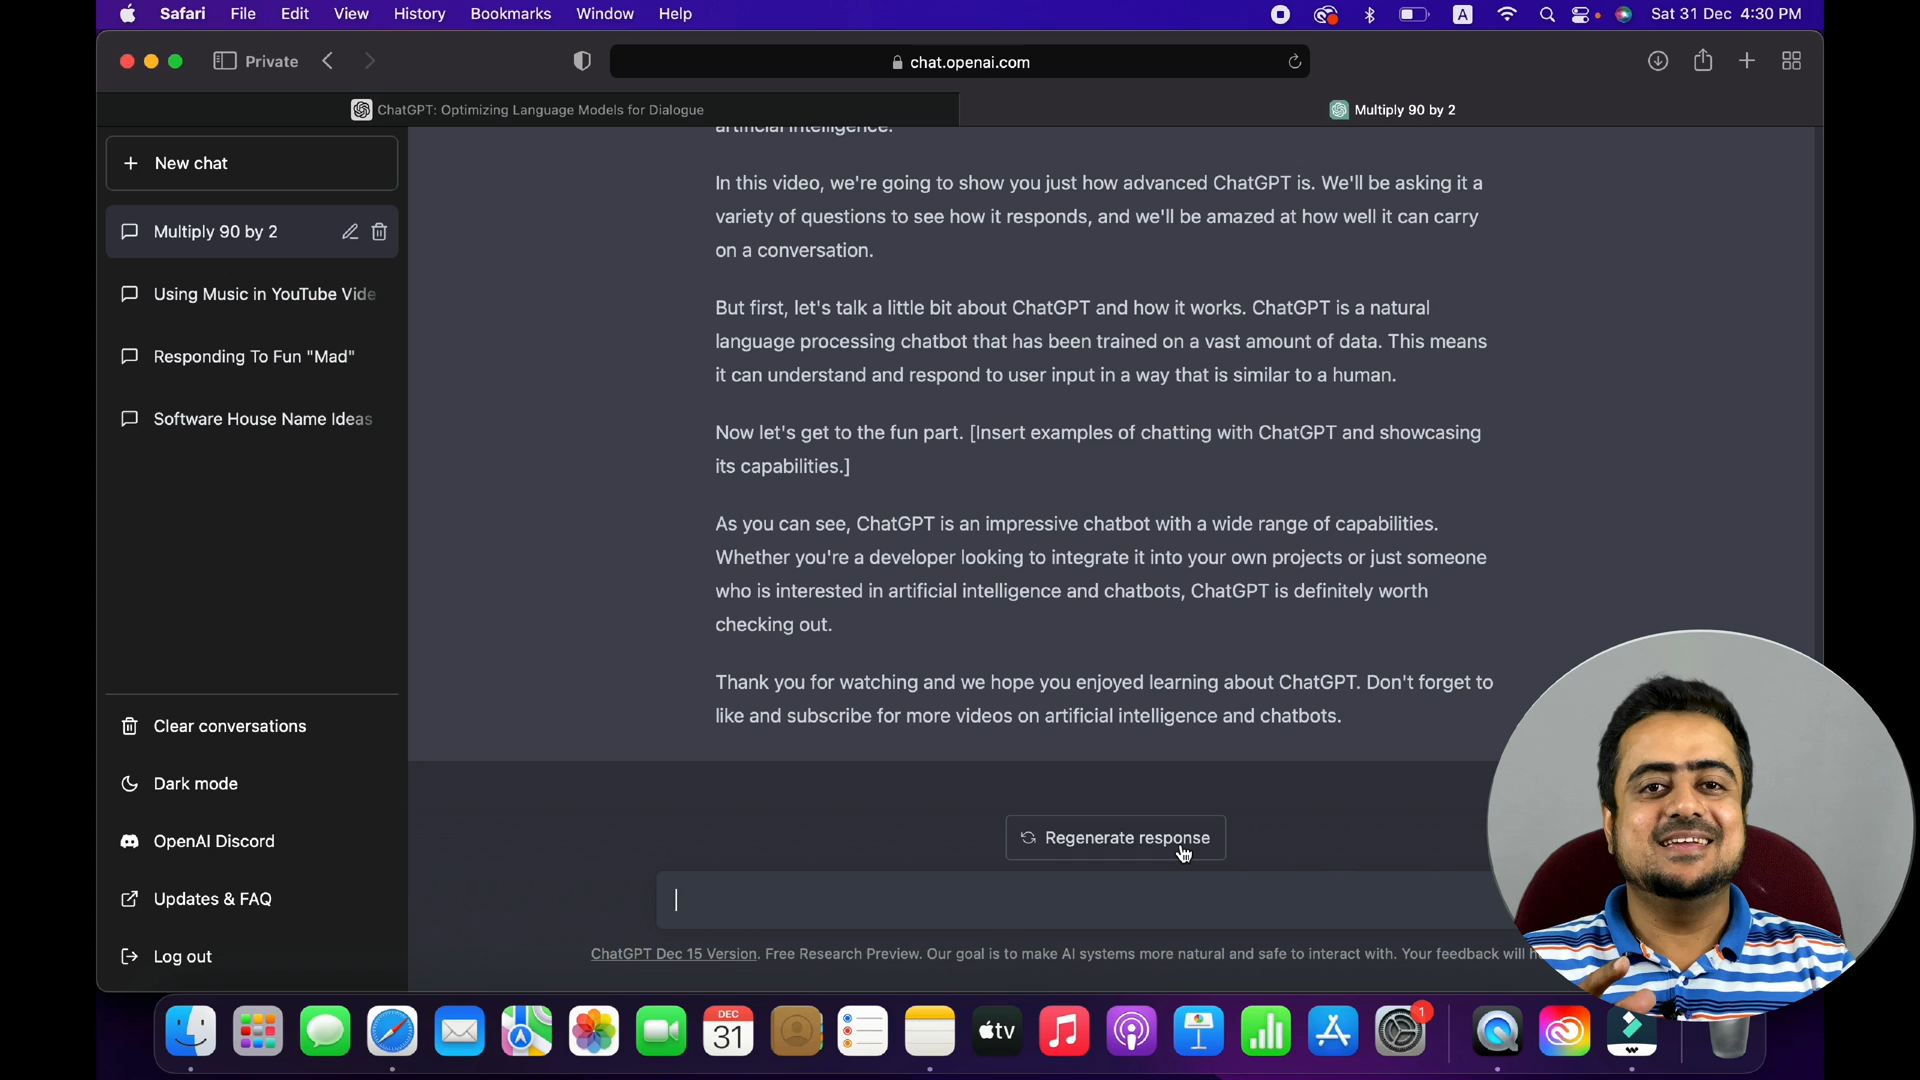 Safari File Edit View History Bookmarks Window Help
A
Sat 31 Dec 4:30 PM
Private
chat.openai.com
ChatGPT: Optimizing Language Models for Dialogue
Multiply 90 by 2
New chat
Multiply 90 by 2
Using Music in YouTube Vide
Responding To Fun "Mad"
Software House Name Ideas
Clear conversations
Dark mode
OpenAI Discord
Updates & FAQ
Log out
artificial intelligence.
In this video, we're going to show you just how advanced ChatGPT is. We'll be asking it a
variety of questions to see how it responds, and we'll be amazed at how well it can carry
on a conversation.
But first, let's talk a little bit about ChatGPT and how it works. ChatGPT is a natural
language processing chatbot that has been trained on a vast amount of data. This means
it can understand and respond to user input in a way that is similar to a human.
Now let's get to the fun part. [Insert examples of chatting with ChatGPT and showcasing
its capabilities.]
As you can see, ChatGPT is an impressive chatbot with a wide range of capabilities.
Whether you're a developer looking to integrate it into your own projects or just someone
who is interested in artificial intelligence and chatbots, ChatGPT is definitely worth
checking out.
Thank you for watching and we hope you enjoyed learning about ChatGPT. Don't forget to
like and subscribe for more videos on artificial intelligence and chatbots.
Regenerate response
ChatGPT Dec 15 Version. Free Research Preview. Our goal is to make AI systems more natural and safe to interact with. Your feedback will
DEC
31
tv
1